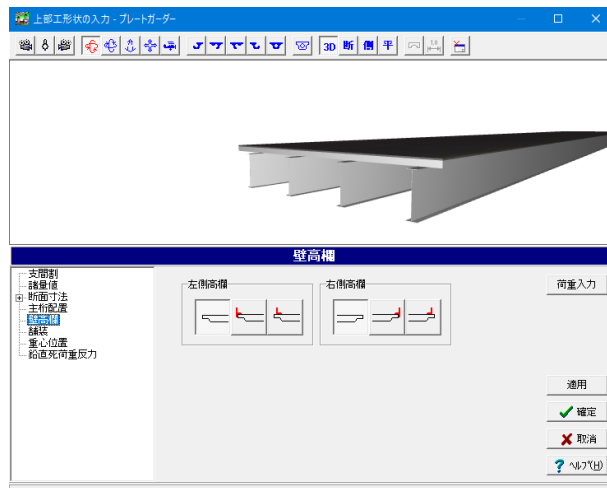 上部工形状の入力 - プレートガーダー
3D 断 側 平
壁高欄
支間割
諸量値
断面寸法
主桁配置
壁高欄
舗装
重心位置
鉛直死荷重反力
左側高欄
右側高欄
荷重入力
適用
確定
取消
ヘルプ(H)